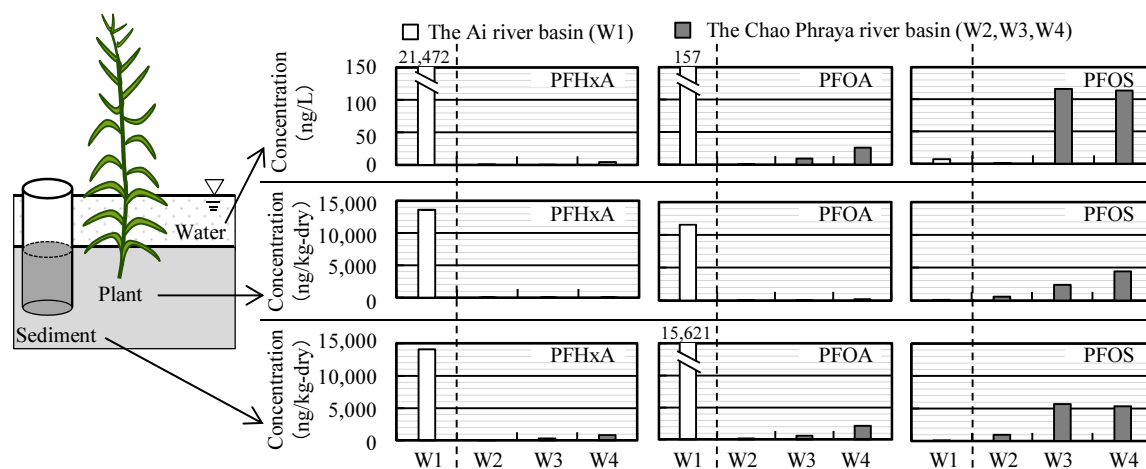 The Ai river basin (W1)
The Chao Phraya river basin (W2,W3,W4)
Concentration
(ng/L)
150
100
50
0
21,472
PFHxA
157
PFOA
PFOS
Water
Plant
Sediment
Concentration
(ng/kg-dry)
15,000
10,000
5,000
0
PFHxA
PFOA
PFOS
Concentration
(ng/kg-dry)
15,000
10,000
5,000
0
PFHxA
15,621
PFOA
PFOS
W1 W2 W3 W4 W1 W2 W3 W4 W1 W2 W3 W4